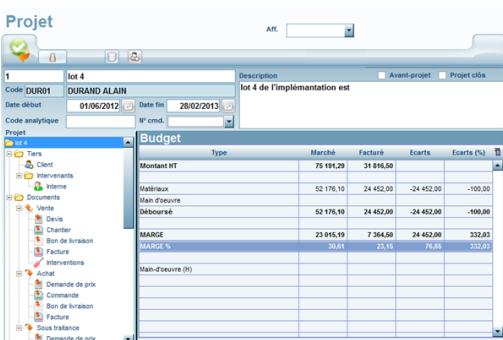 Projet
Aff.
1 lot 4
Description Avant-projet Projet clôs
Code DUR01 DURAND ALAIN
lot 4 de l'implémantation est
Date début 01/06/2012 Date fin 28/02/2013
Code analytique N° cmd.
Projet
Budget
lot 4
Type Marché Facturé Ecarts Ecarts (%)
Tiers
Montant HT 75 191,29 31 816,50
Client
Intervenants
Interne
Matériaux 52 176,10 24 452,00 -24 452,00 -100,00
Documents
Main d'oeuvre
Vente
Déboursé 52 176,10 24 452,00 -24 452,00 -100,00
Devis
Chantier
MARGE 23 015,19 7 364,50 24 452,00 332,03
Bon de livraison
MARGE % 30,61 23,15 76,85 332,03
Facture
Interventions
Main-d'oeuvre (H)
Achat
Demande de prix
Commande
Bon de livraison
Facture
Sous traitance
Demande de prix